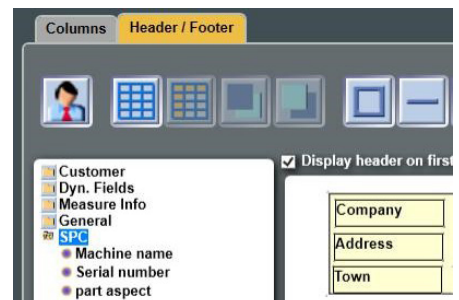 Columns
Header / Footer
Display header on first
Customer
Dyn. Fields
Measure Info
General
SPC
Machine name
Serial number
part aspect
Company
Address
Town